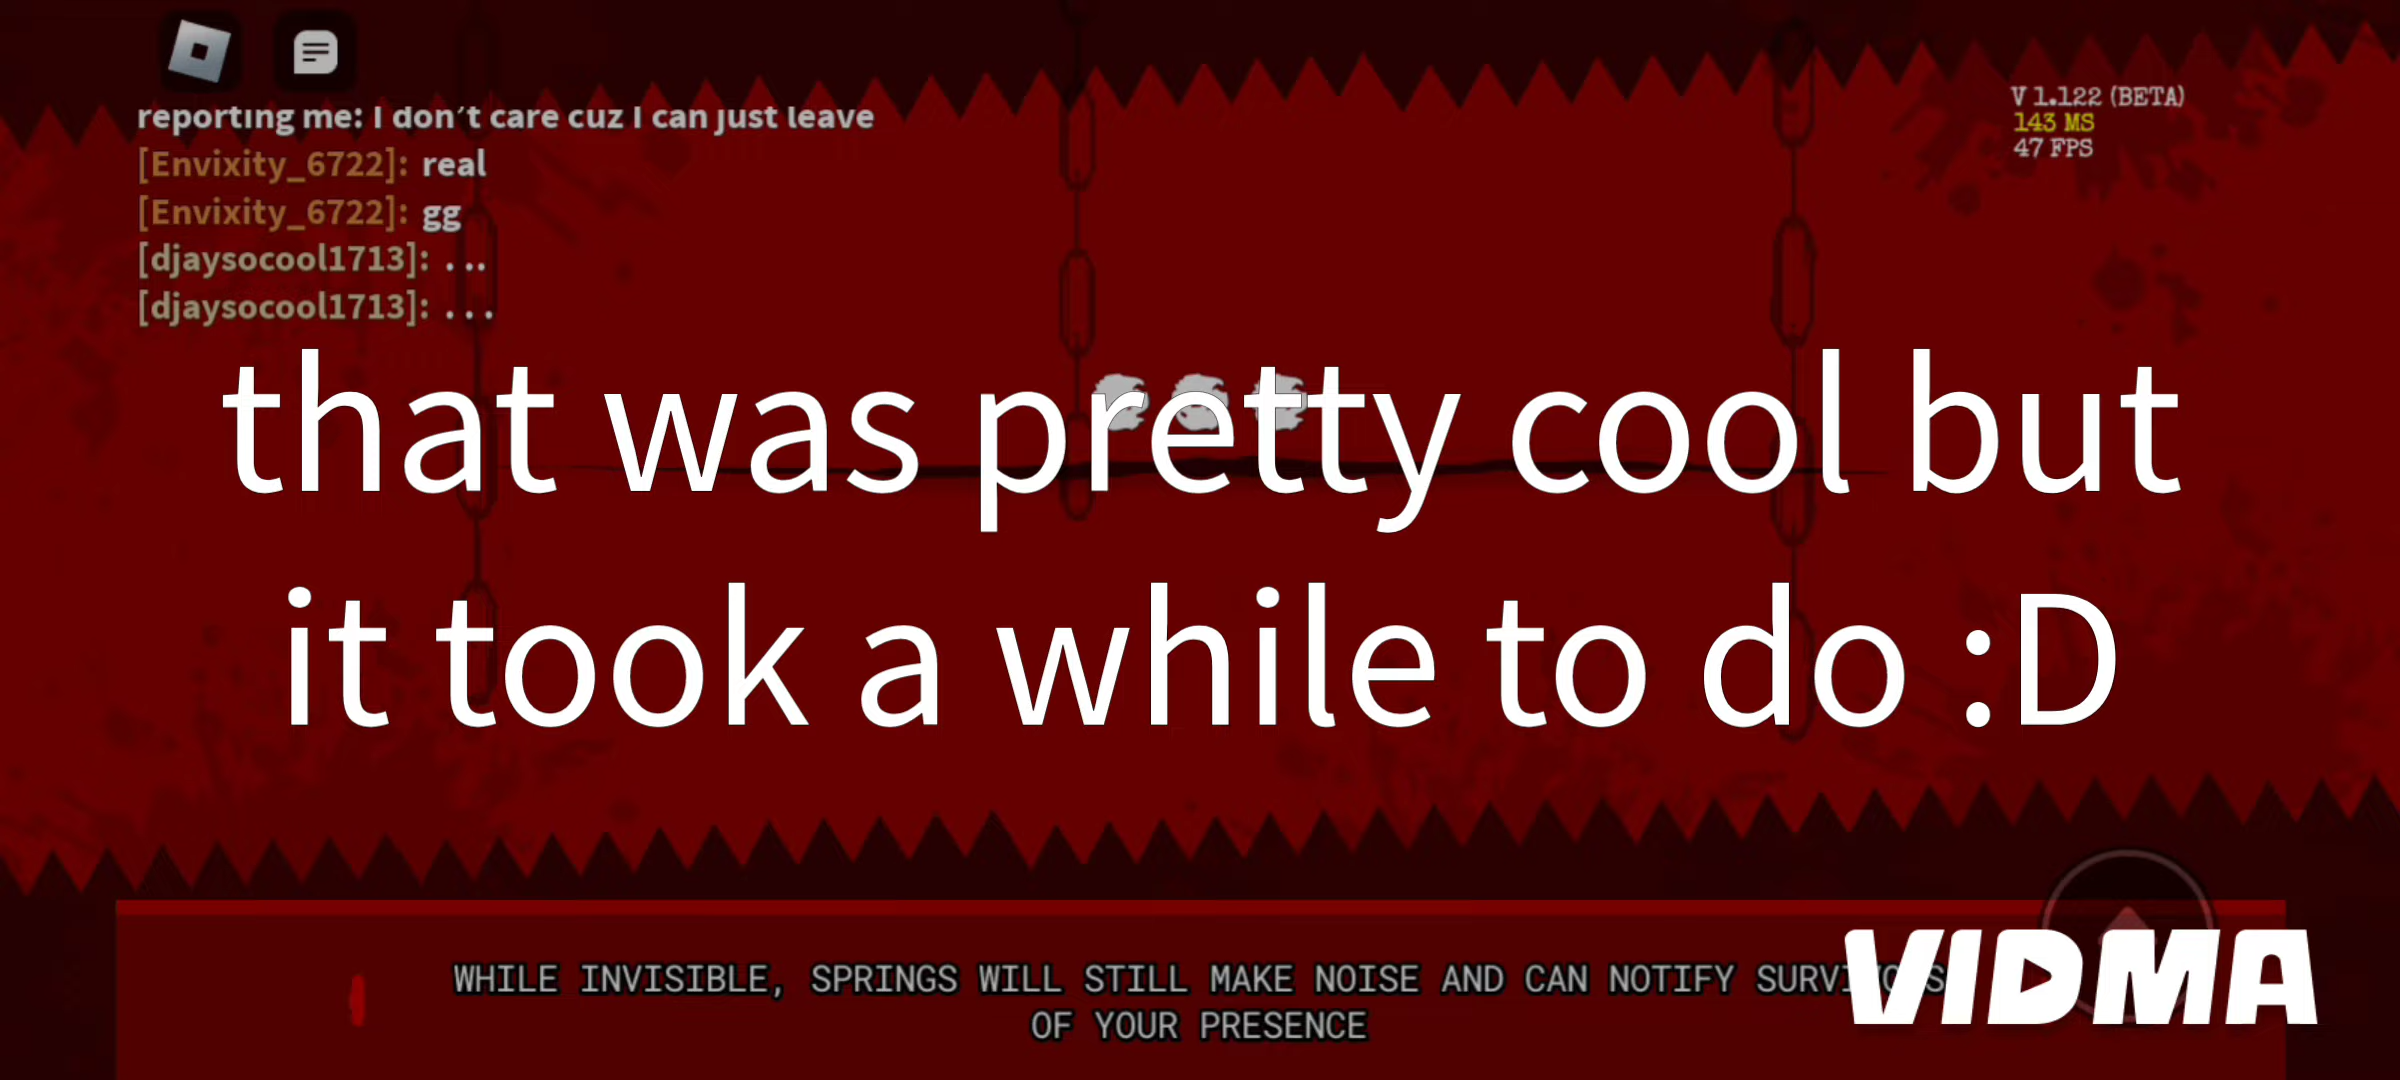 reporting me: I don't care cuz I can just leave
[Envixity_6722]: real
[Envixity_6722]: gg
[djaysocool1713]: . ..
[djaysocool1713]: . . .
V 1.122 (BETA)
143 MS
47 FPS
that was pretty cool but
it took a while to do :D
WHILE INVISIBLE, SPRINGS WILL STILL MAKE NOISE AND CAN NOTIFY SURVIVORS
OF YOUR PRESENCE
VIDMA